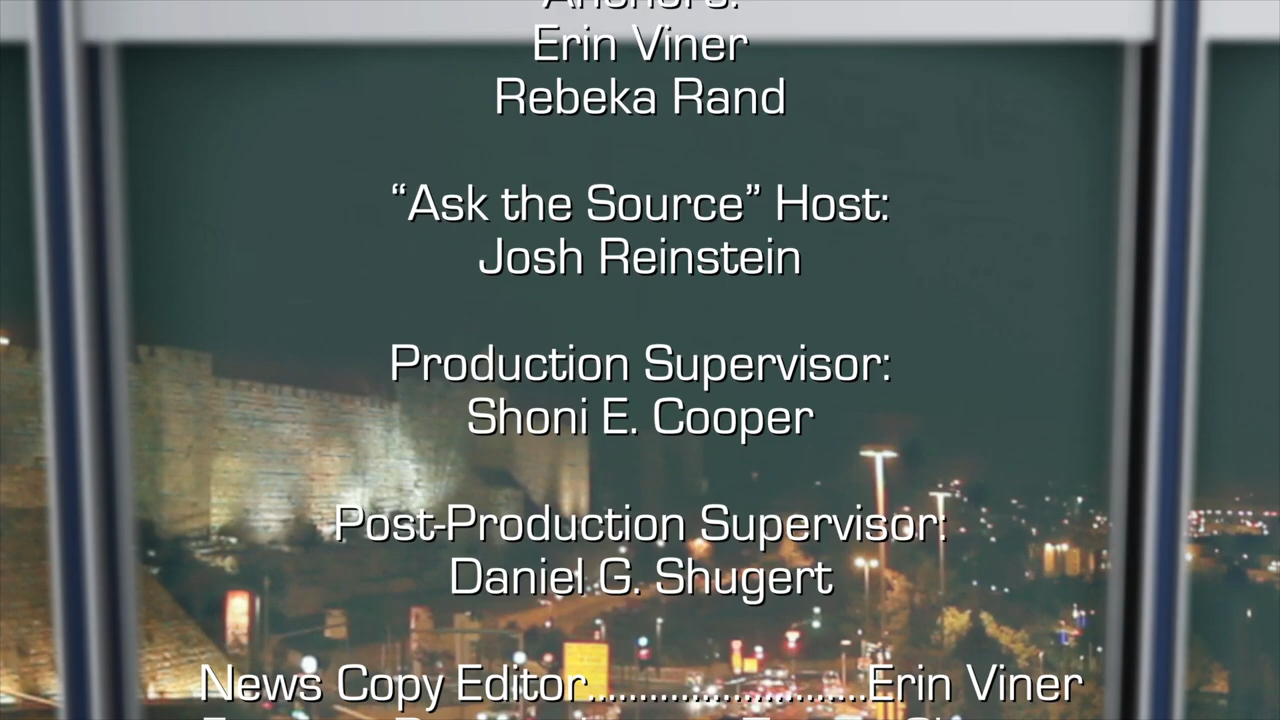 Anchors:
Erin Viner
Rebeka Rand
“Ask the Source” Host:
Josh Reinstein
Production Supervisor:
Shoni E. Cooper
Post-Production Supervisor:
Daniel G. Shugert
News Copy Editor..........................Erin Viner